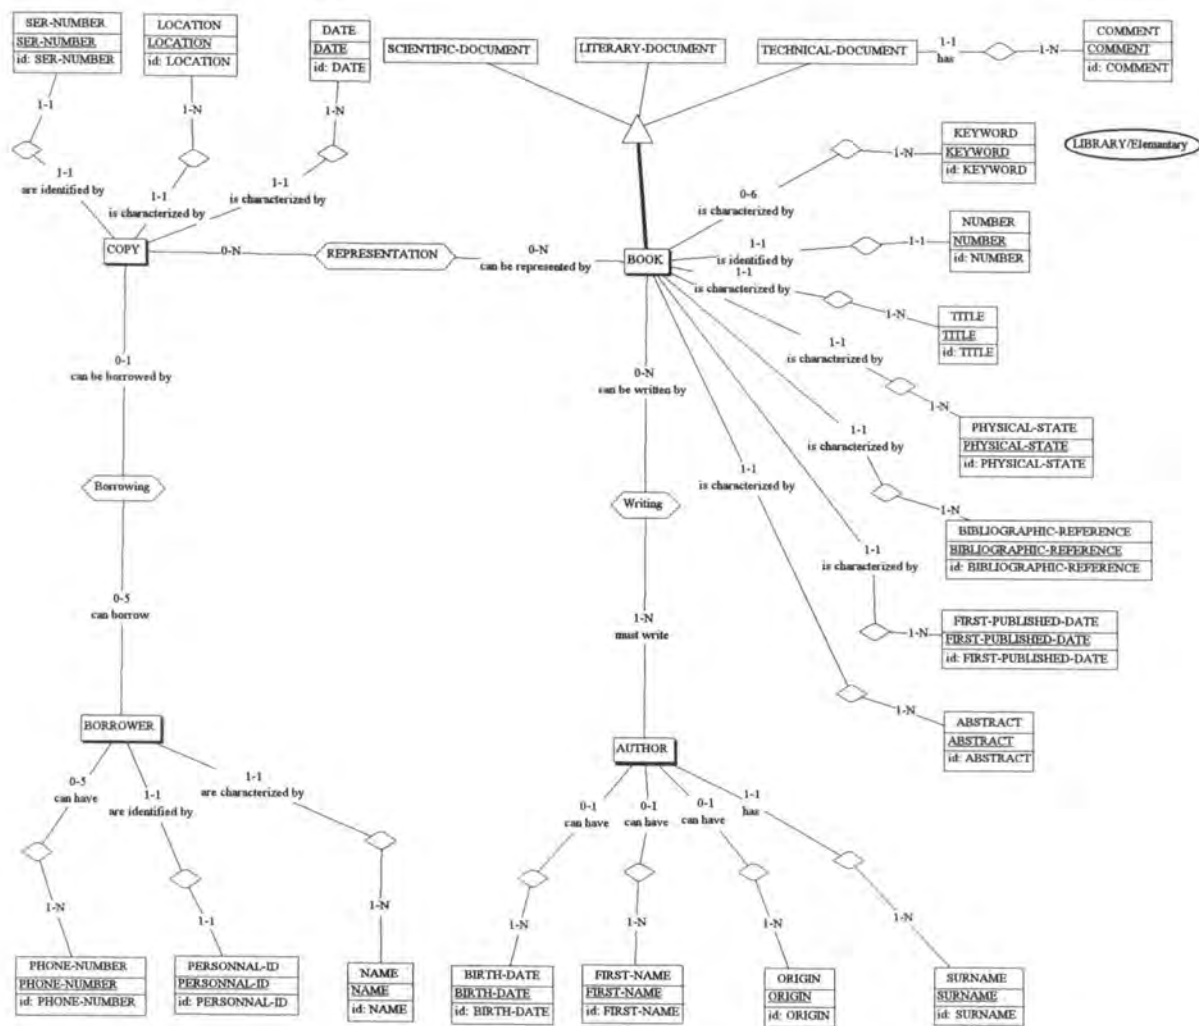 SER-NUMBER
SER-NUMBER
id: SER-NUMBER
LOCATION
LOCATION
id: LOCATION
DATE
DATE
id: DATE
SCIENTIFIC-DOCUMENT
LITERARY-DOCUMENT
TECHNICAL-DOCUMENT
1-1
has
1-N
COMMENT
COMMENT
id: COMMENT
1-1
1-N
1-N
1-1
are identified by
1-1
is characterized by
1-1
is characterized by
KEYWORD
KEYWORD
id: KEYWORD
1-N
LIBRARY/Elemantary
0-6
is characterized by
COPY
0-N
REPRESENTATION
0-N
can be represented by
BOOK
1-1
is identified by
1-1
NUMBER
NUMBER
id: NUMBER
1-1
is characterized by
1-N
TITLE
TITLE
id: TITLE
1-1
is characterized by
1-N
PHYSICAL-STATE
PHYSICAL-STATE
id: PHYSICAL-STATE
0-1
can be borrowed by
0-N
can be written by
1-1
is characterized by
1-N
BIBLIOGRAPHIC-REFERENCE
BIBLIOGRAPHIC-REFERENCE
id: BIBLIOGRAPHIC-REFERENCE
1-1
is characterized by
Borrowing
Writing
1-1
is characterized by
1-N
FIRST-PUBLISHED-DATE
FIRST-PUBLISHED-DATE
id: FIRST-PUBLISHED-DATE
0-5
can borrow
1-N
must write
1-N
ABSTRACT
ABSTRACT
id: ABSTRACT
BORROWER
AUTHOR
0-5
can have
1-1
are identified by
1-1
are characterized by
0-1
can have
0-1
can have
0-1
can have
1-1
has
1-N
1-1
1-N
1-N
1-N
1-N
1-N
PHONE-NUMBER
PHONE-NUMBER
id: PHONE-NUMBER
PERSONNAL-ID
PERSONNAL-ID
id: PERSONNAL-ID
NAME
NAME
id: NAME
BIRTH-DATE
BIRTH-DATE
id: BIRTH-DATE
FIRST-NAME
FIRST-NAME
id: FIRST-NAME
ORIGIN
ORIGIN
id: ORIGIN
SURNAME
SURNAME
id: SURNAME